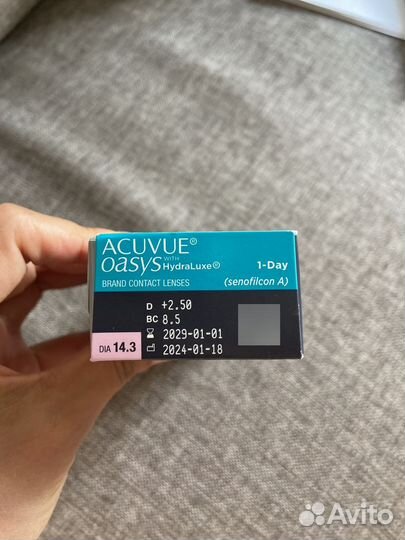 ACUVUE®
oasys WITH HydraLuxe® 1-Day
BRAND CONTACT LENSES (senofilcon A)
D +2.50
BC 8.5
2029-01-01
DIA 14.3 2024-01-18
Avito